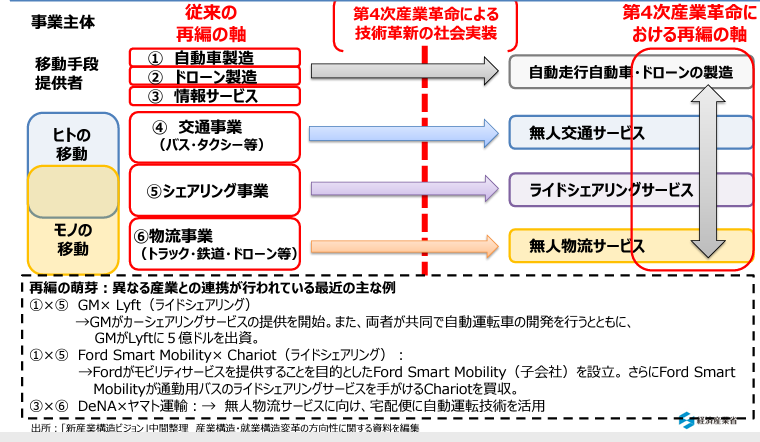 事業主体
従来の
再編の軸
第4次産業革命による
技術革新の社会実装
第4次産業革命に
おける再編の軸
移動手段
提供者
① 自動車製造
② ドローン製造
③ 情報サービス
自動走行自動車・ドローンの製造
ヒトの
移動
④ 交通事業
（バス・タクシー等）
無人交通サービス
⑤シェアリング事業
ライドシェアリングサービス
モノの
移動
⑥物流事業
（トラック・鉄道・ドローン等）
無人物流サービス
再編の萌芽：異なる産業との連携が行われている最近の主な例
①×⑤ GM× Lyft（ライドシェアリング）
→GMがカーシェアリングサービスの提供を開始。また、両者が共同で自動運転車の開発を行うとともに、
GMがLyftに５億ドルを出資。
①×⑤ Ford Smart Mobility× Chariot（ライドシェアリング）：
→Fordがモビリティサービスを提供することを目的としたFord Smart Mobility（子会社）を設立。さらにFord Smart
Mobilityが通勤用バスのライドシェアリングサービスを手がけるChariotを買収。
③×⑥ DeNA×ヤマト運輸：→ 無人物流サービスに向け、宅配便に自動運転技術を活用
経済産業省
出所：「新産業構造ビジョン」中間整理 産業構造・就業構造変革の方向性に関する資料を編集